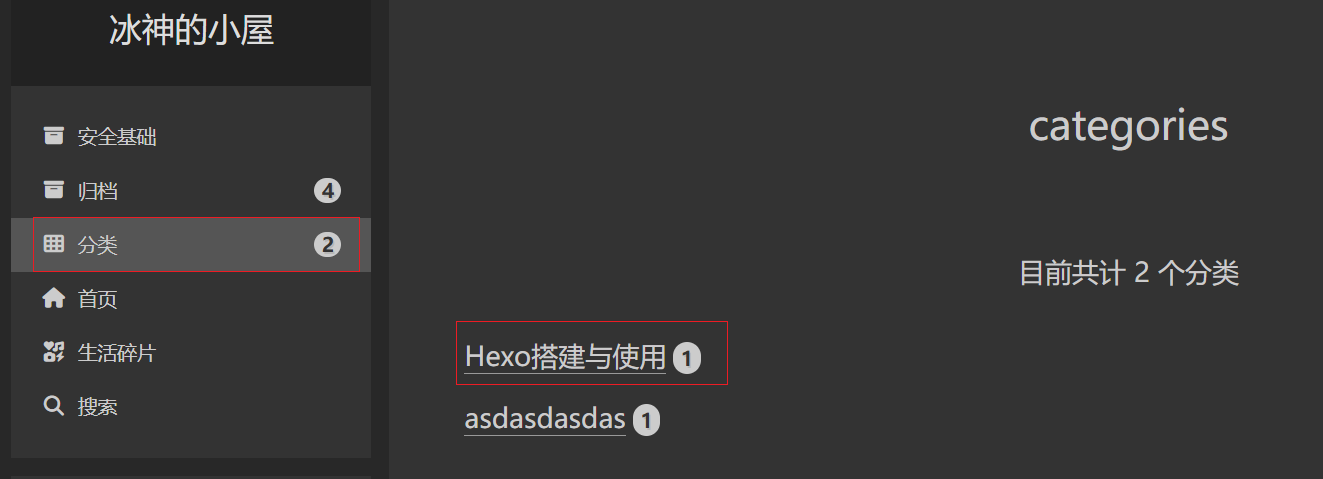 冰神的小屋
安全基础
归档 4
分类 2
首页
生活碎片
搜索
categories
目前共计 2 个分类
Hexo搭建与使用 1
asdasdasdas 1